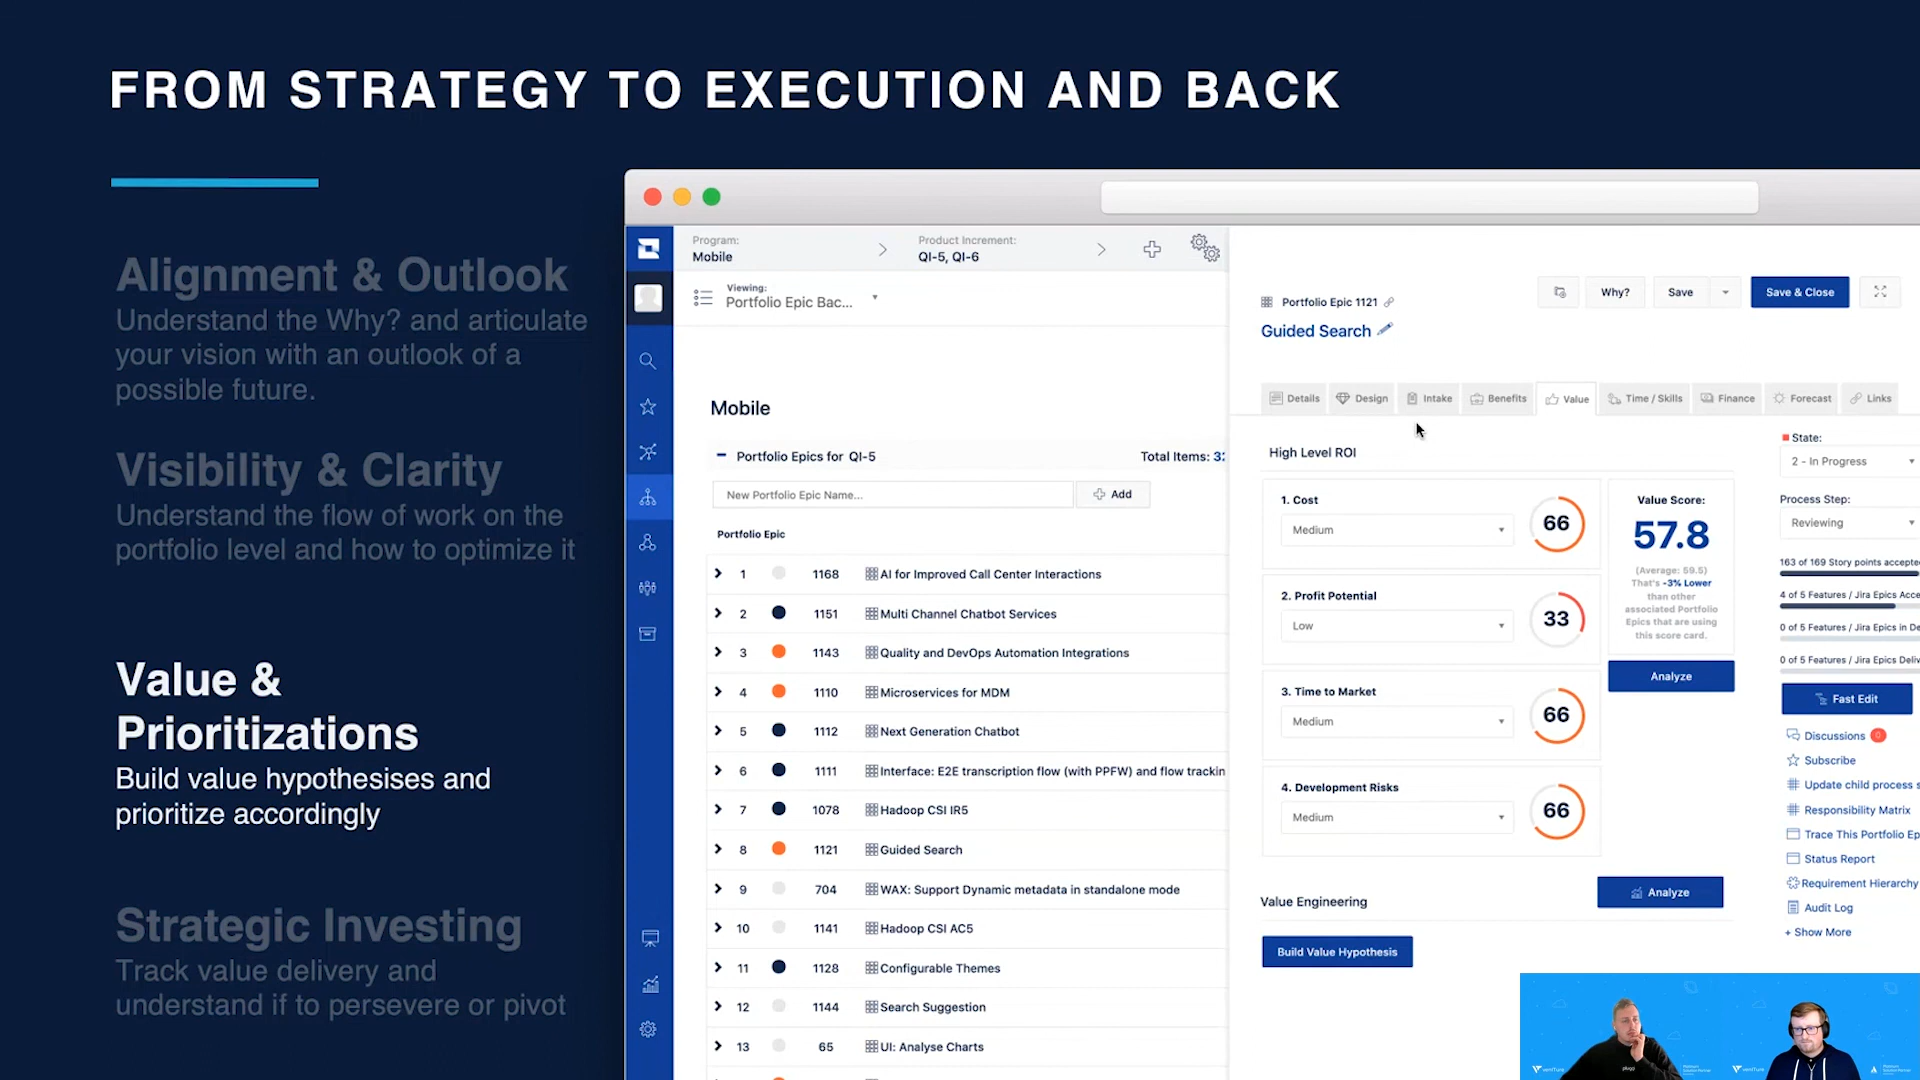 FROM STRATEGY TO EXECUTION AND BACK
Alignment & Outlook
Understand the Why? and articulate
your vision with an outlook of a
possible future.
Visibility & Clarity
Understand the flow of work on the
portfolio level and how to optimize it
Value &
Prioritizations
Build value hypothesises and
prioritize accordingly
Strategic Investing
Track value delivery and
understand if to persevere or pivot
Program:
Mobile
Product Increment:
QI-5, QI-6
Viewing:
Portfolio Epic Bac...
Mobile
Portfolio Epics for QI-5
Total Items: 32
New Portfolio Epic Name...
Add
Portfolio Epic
1 1168 AI for Improved Call Center Interactions
2 1151 Multi Channel Chatbot Services
3 1143 Quality and DevOps Automation Integrations
4 1110 Microservices for MDM
5 1112 Next Generation Chatbot
6 1111 Interface: E2E transcription flow (with PPFW) and flow trackin
7 1078 Hadoop CSI IR5
8 1121 Guided Search
9 704 WAX: Support Dynamic metadata in standalone mode
10 1141 Hadoop CSI AC5
11 1128 Configurable Themes
12 1144 Search Suggestion
13 65 UI: Analyse Charts
Portfolio Epic 1121
Guided Search
Why?
Save
Save & Close
Details Design Intake Benefits Value Time / Skills Finance Forecast Links
High Level ROI
1. Cost
Medium
66
2. Profit Potential
Low
33
3. Time to Market
Medium
66
4. Development Risks
Medium
66
Value Score:
57.8
(Average: 59.5)
That's -3% Lower
than other
associated Portfolio
Epics that are using
this score card.
Analyze
Value Engineering
Analyze
Build Value Hypothesis
State:
2 - In Progress
Process Step:
Reviewing
163 of 169 Story points accepte
4 of 5 Features / Jira Epics Acce
0 of 5 Features / Jira Epics in De
0 of 5 Features / Jira Epics Deliv
Fast Edit
Discussions 0
Subscribe
Update child process s
Responsibility Matrix
Trace This Portfolio Ep
Status Report
Requirement Hierarchy
Audit Log
+ Show More